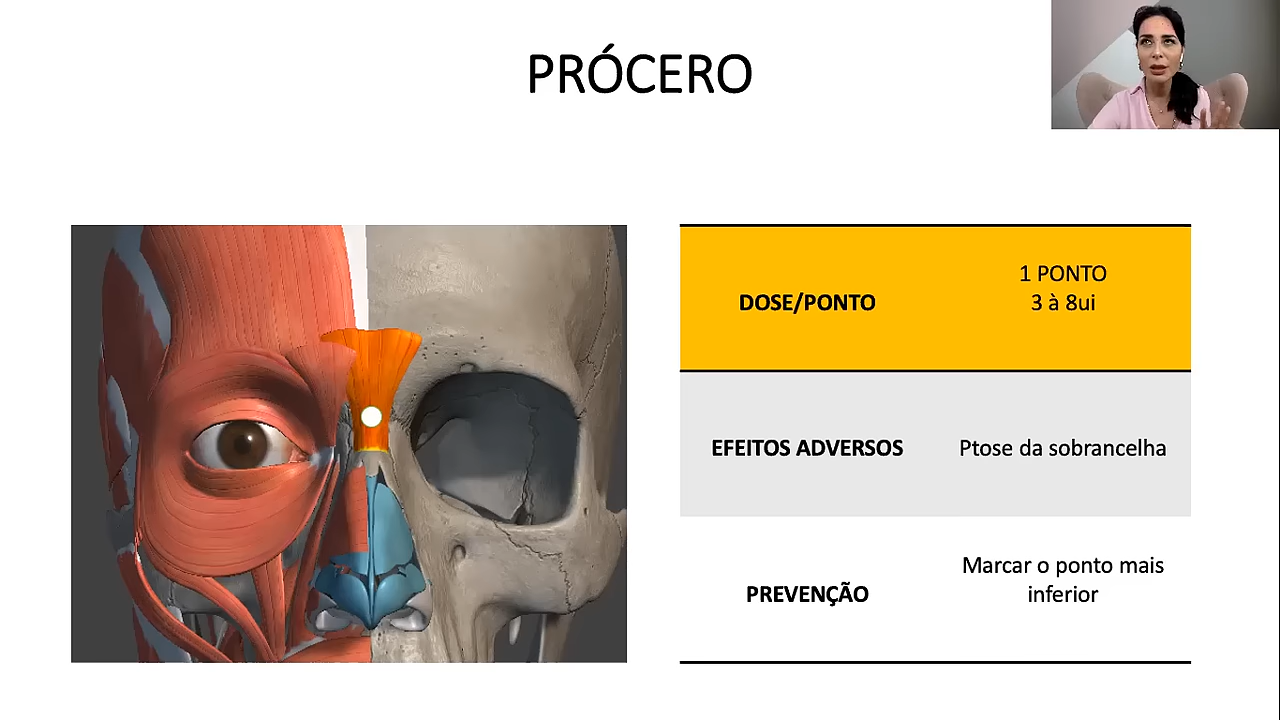 PRÓCERO
DOSE/PONTO
1 PONTO
3 à 8ui
EFEITOS ADVERSOS
Ptose da sobrancelha
PREVENÇÃO
Marcar o ponto mais
inferior